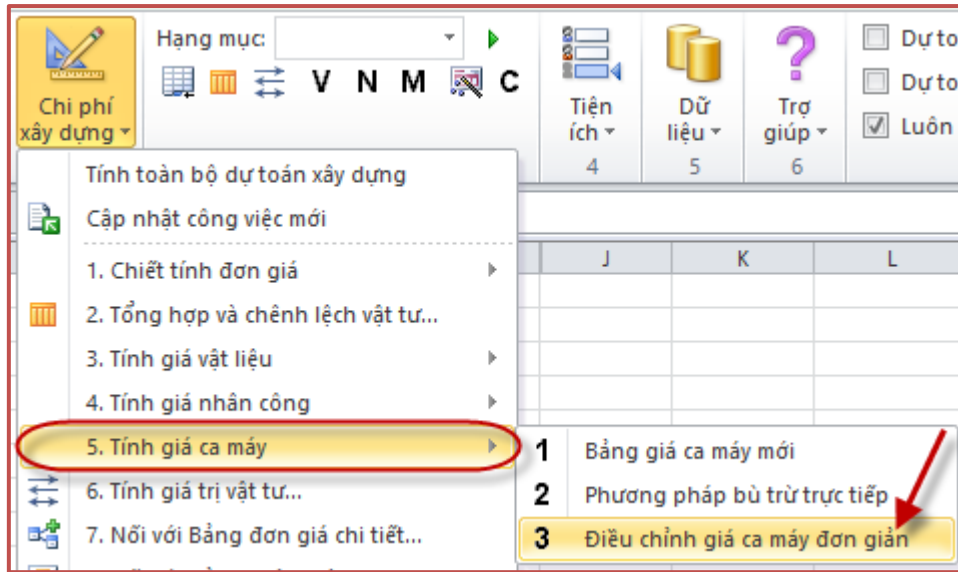 Hạng mục:
V N M C
Chi phí
xây dựng
Tiện
ích
Dữ
liệu
Trợ
giúp
Dự to
Dự to
Luôn
4
5
6
Tính toàn bộ dự toán xây dựng
Cập nhật công việc mới
J K L
1. Chiết tính đơn giá
2. Tổng hợp và chênh lệch vật tư...
3. Tính giá vật liệu
4. Tính giá nhân công
5. Tính giá ca máy
1 Bảng giá ca máy mới
6. Tính giá trị vật tư...
2 Phương pháp bù trừ trực tiếp
7. Nối với Bảng đơn giá chi tiết...
3 Điều chỉnh giá ca máy đơn giản